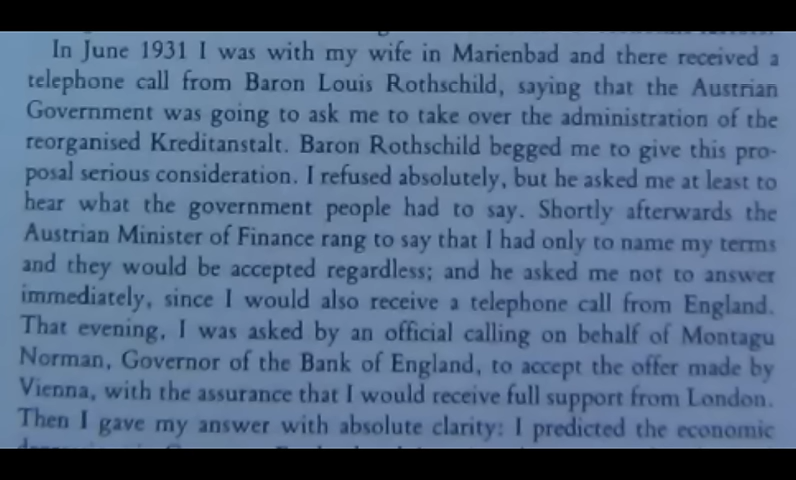 In June 1931 I was with my wife in Marienbad and there received a
telephone call from Baron Louis Rothschild, saying that the Austrian
Government was going to ask me to take over the administration of the
reorganised Kreditanstalt. Baron Rothschild begged me to give this pro-
posal serious consideration. I refused absolutely, but he asked me at least to
hear what the government people had to say. Shortly afterwards the
Austrian Minister of Finance rang to say that I had only to name my terms
and they would be accepted regardless; and he asked me not to answer
immediately, since I would also receive a telephone call from England.
That evening, I was asked by an official calling on behalf of Montagu
Norman, Governor of the Bank of England, to accept the offer made by
Vienna, with the assurance that I would receive full support from London.
Then I gave my answer with absolute clarity: I predicted the economic